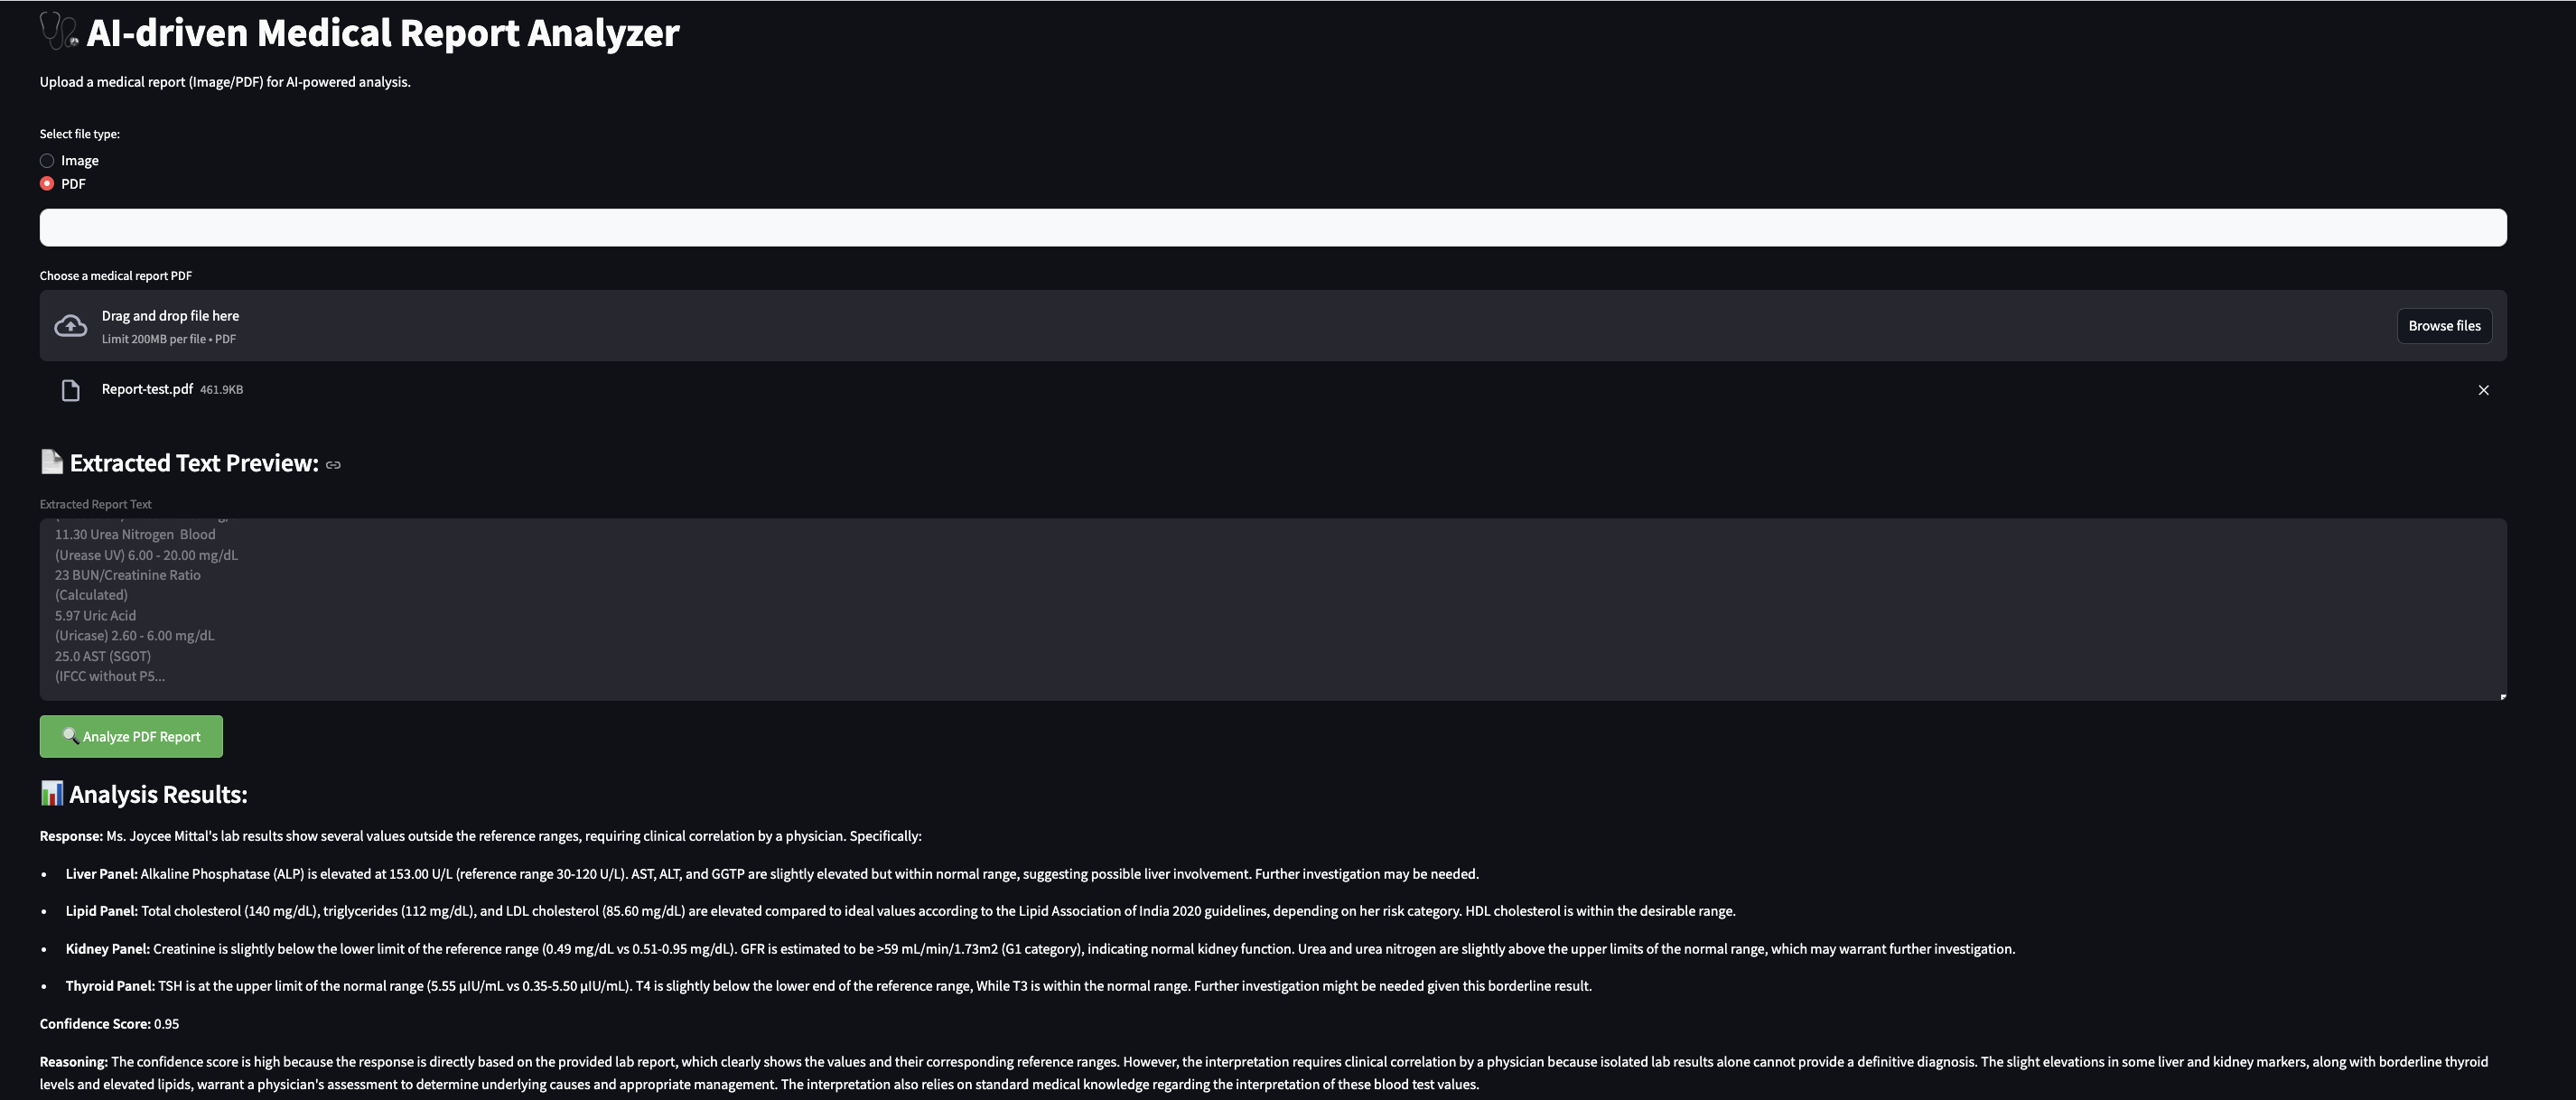 AI-driven Medical Report Analyzer
Upload a medical report (Image/PDF) for AI-powered analysis.
Select file type:
Image
PDF
Choose a medical report PDF
Drag and drop file here
Limit 200MB per file • PDF
Browse files
Report-test.pdf 461.9KB
Extracted Text Preview:
Extracted Report Text
11.30 Urea Nitrogen Blood
(Urease UV) 6.00 - 20.00 mg/dL
23 BUN/Creatinine Ratio
(Calculated)
5.97 Uric Acid
(Uricase) 2.60 - 6.00 mg/dL
25.0 AST (SGOT)
(IFCC without P5...
Analyze PDF Report
Analysis Results:
Response: Ms. Joycee Mittal's lab results show several values outside the reference ranges, requiring clinical correlation by a physician. Specifically:
• Liver Panel: Alkaline Phosphatase (ALP) is elevated at 153.00 U/L (reference range 30-120 U/L). AST, ALT, and GGTP are slightly elevated but within normal range, suggesting possible liver involvement. Further investigation may be needed.
• Lipid Panel: Total cholesterol (140 mg/dL), triglycerides (112 mg/dL), and LDL cholesterol (85.60 mg/dL) are elevated compared to ideal values according to the Lipid Association of India 2020 guidelines, depending on her risk category. HDL cholesterol is within the desirable range.
• Kidney Panel: Creatinine is slightly below the lower limit of the reference range (0.49 mg/dL vs 0.51-0.95 mg/dL). GFR is estimated to be >59 mL/min/1.73m2 (G1 category), indicating normal kidney function. Urea and urea nitrogen are slightly above the upper limits of the normal range, which may warrant further investigation.
• Thyroid Panel: TSH is at the upper limit of the normal range (5.55 µIU/mL vs 0.35-5.50 µIU/mL). T4 is slightly below the lower end of the reference range, While T3 is within the normal range. Further investigation might be needed given this borderline result.
Confidence Score: 0.95
Reasoning: The confidence score is high because the response is directly based on the provided lab report, which clearly shows the values and their corresponding reference ranges. However, the interpretation requires clinical correlation by a physician because isolated lab results alone cannot provide a definitive diagnosis. The slight elevations in some liver and kidney markers, along with borderline thyroid
levels and elevated lipids, warrant a physician's assessment to determine underlying causes and appropriate management. The interpretation also relies on standard medical knowledge regarding the interpretation of these blood test values.